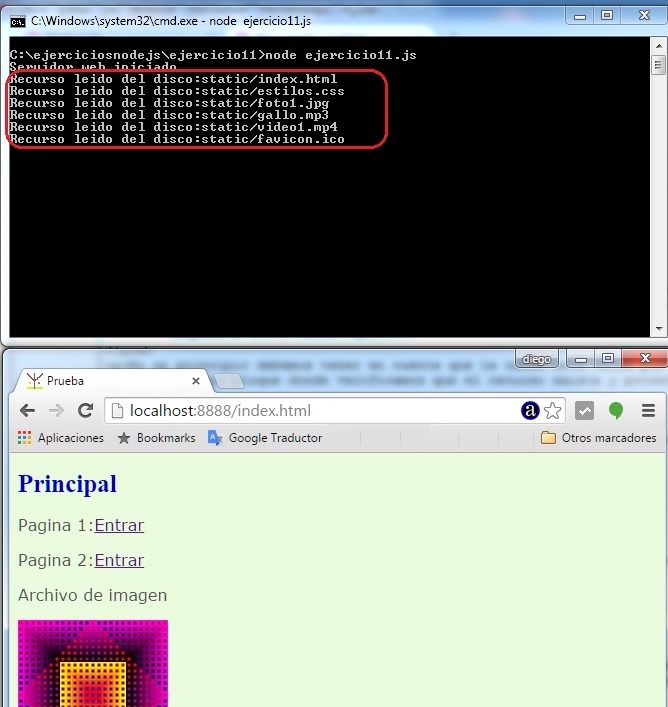 C:\Windows\system32\cmd.exe - node ejercicio11.js
C:\ejerciciosnodejs\ejercicio11>node ejercicio11.js
Servidor web iniciado
Recurso leido del disco:static/index.html
Recurso leido del disco:static/estilos.css
Recurso leido del disco:static/foto1.jpg
Recurso leido del disco:static/gallo.mp3
Recurso leido del disco:static/video1.mp4
Recurso leido del disco:static/favicon.ico
diego
Prueba
localhost:8888/index.html
a
Aplicaciones Bookmarks Google Traductor Otros marcadores
Principal
Pagina 1:Entrar
Pagina 2:Entrar
Archivo de imagen